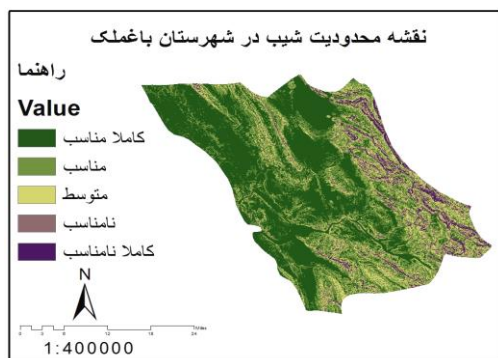 نقشه محدودیت شیب در شهرستان باغملک
راهنما
Value
کاملا مناسب
مناسب
متوسط
نامناسب
کاملا نامناسب
N
1:400000